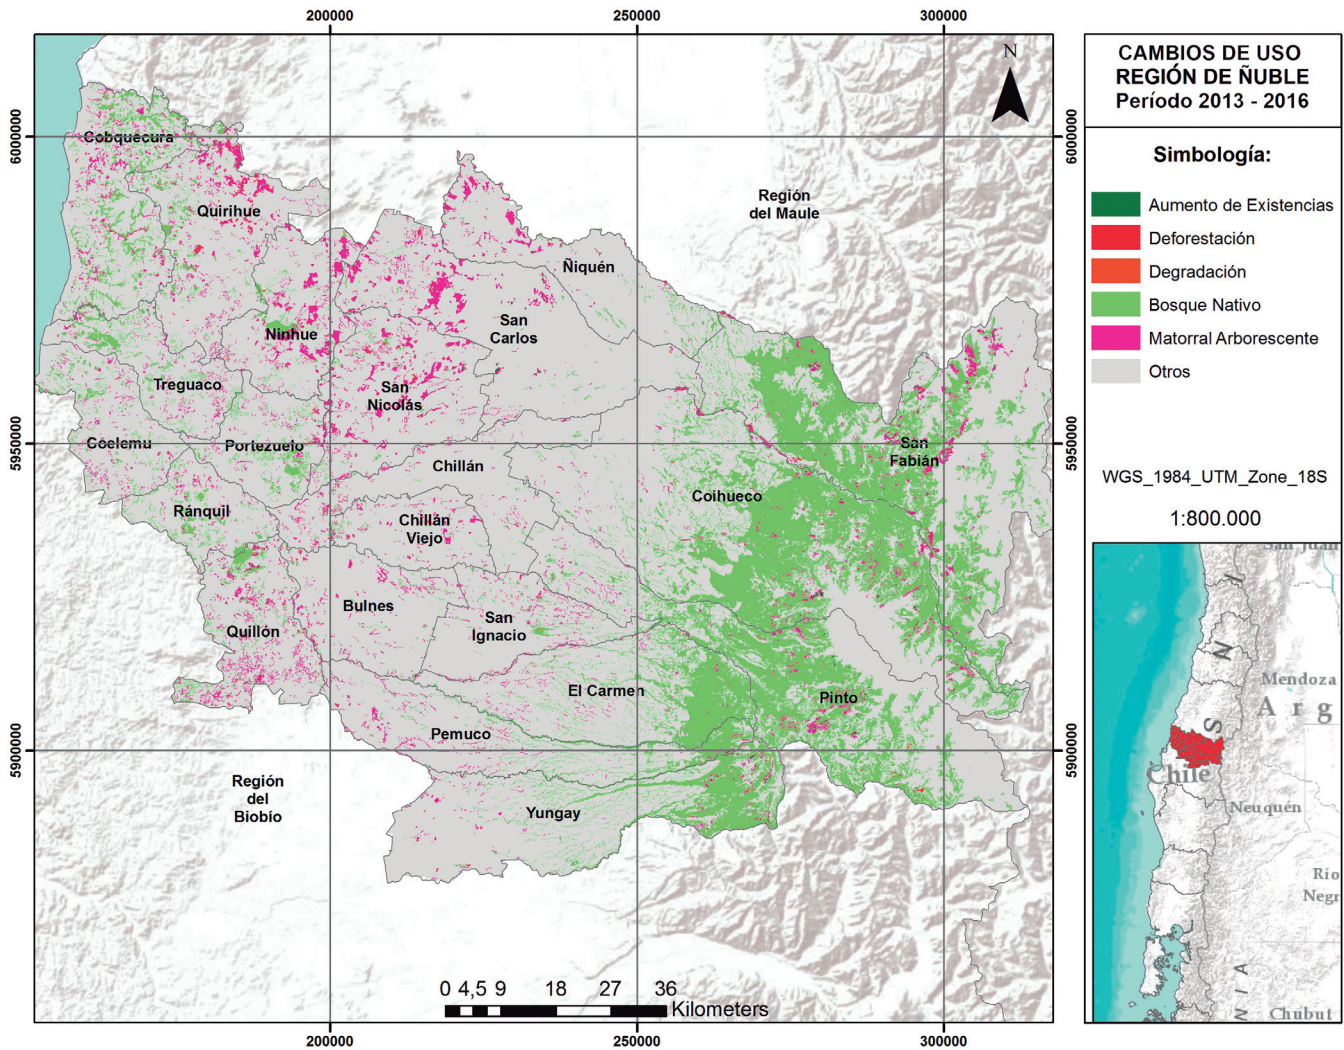 200000
250000
300000
CAMBIOS DE USO
REGIÓN DE ÑUBLE
Período 2013 - 2016
N
6000000
6000000
Cobquecura
Simbología:
Región
del Maule
Aumento de Existencias
Quirihue
Deforestación
Ñiquén
Degradación
Bosque Nativo
San
Carlos
Ninhue
Matorral Arborescente
Otros
Treguaco
San
Nicolás
5950000
5950000
Coelemu
Portezuelo
San
Fabián
Chillán
WGS_1984_UTM_Zone_18S
Coihueco
Ránquil
1:800.000
Chillán
Viejo
San Juan
Bulnes
San
Ignacio
Quillón
N
Mendoza
El Carmen
Pinto
A r g
S
Pemuco
5900000
5900000
Chile
Región
del
Biobío
Neuquén
Yungay
Río
Negr
0 4,5 9 18 27 36
Kilometers
N I A
Chubut
200000
250000
300000